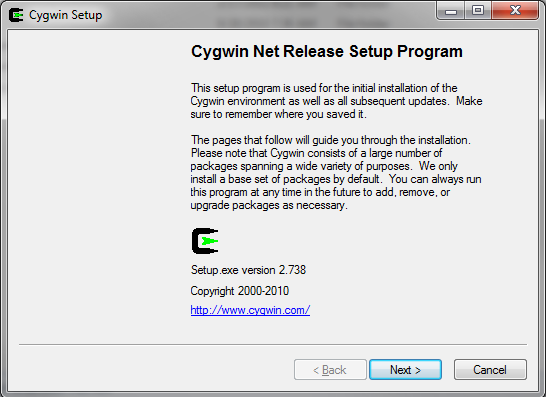 Cygwin Setup
Cygwin Net Release Setup Program
This setup program is used for the initial installation of the
Cygwin environment as well as all subsequent updates. Make
sure to remember where you saved it.
The pages that follow will guide you through the installation.
Please note that Cygwin consists of a large number of
packages spanning a wide variety of purposes. We only
install a base set of packages by default. You can always run
this program at any time in the future to add, remove, or
upgrade packages as necessary.
Setup.exe version 2.738
Copyright 2000-2010
http://www.cygwin.com/
< Back
Next >
Cancel